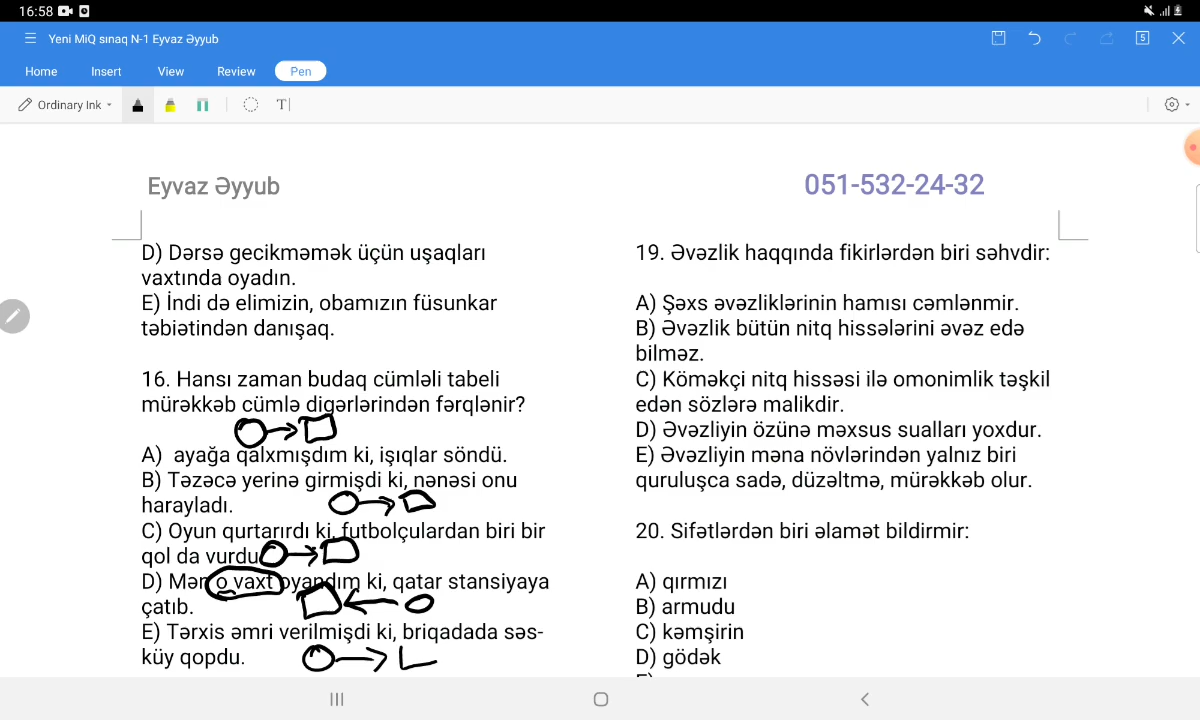 16:58
Yeni MiQ sınaq N-1 Eyvaz Əyyub
5
Home Insert View Review Pen
Ordinary Ink
T
Eyvaz Əyyub
051-532-24-32
D) Dərsə gecikməmək üçün uşaqları
vaxtında oyadın.
E) İndi də elimizin, obamızın füsunkar
təbiətindən danışaq.
16. Hansı zaman budaq cümləli tabeli
mürəkkəb cümlə digərlərindən fərqlənir?
A) ayağa qalxmışdım ki, işıqlar söndü.
B) Təzəcə yerinə girmişdi ki, nənəsi onu
harayladı.
C) Oyun qurtarırdı ki, futbolçulardan biri bir
qol da vurdu
D) Mən o vaxt oyandım ki, qatar stansiyaya
çatıb.
E) Tərxis əmri verilmişdi ki, briqadada səs-
küy qopdu.
19. Əvəzlik haqqında fikirlərdən biri səhvdir:
A) Şəxs əvəzliklərinin hamısı cəmlənmir.
B) Əvəzlik bütün nitq hissələrini əvəz edə
bilməz.
C) Köməkçi nitq hissəsi ilə omonimlik təşkil
edən sözlərə malikdir.
D) Əvəzliyin özünə məxsus sualları yoxdur.
E) Əvəzliyin məna növlərindən yalnız biri
quruluşca sadə, düzəltmə, mürəkkəb olur.
20. Sifətlərdən biri əlamət bildirmir:
A) qırmızı
B) armudu
C) kəmşirin
D) gödək